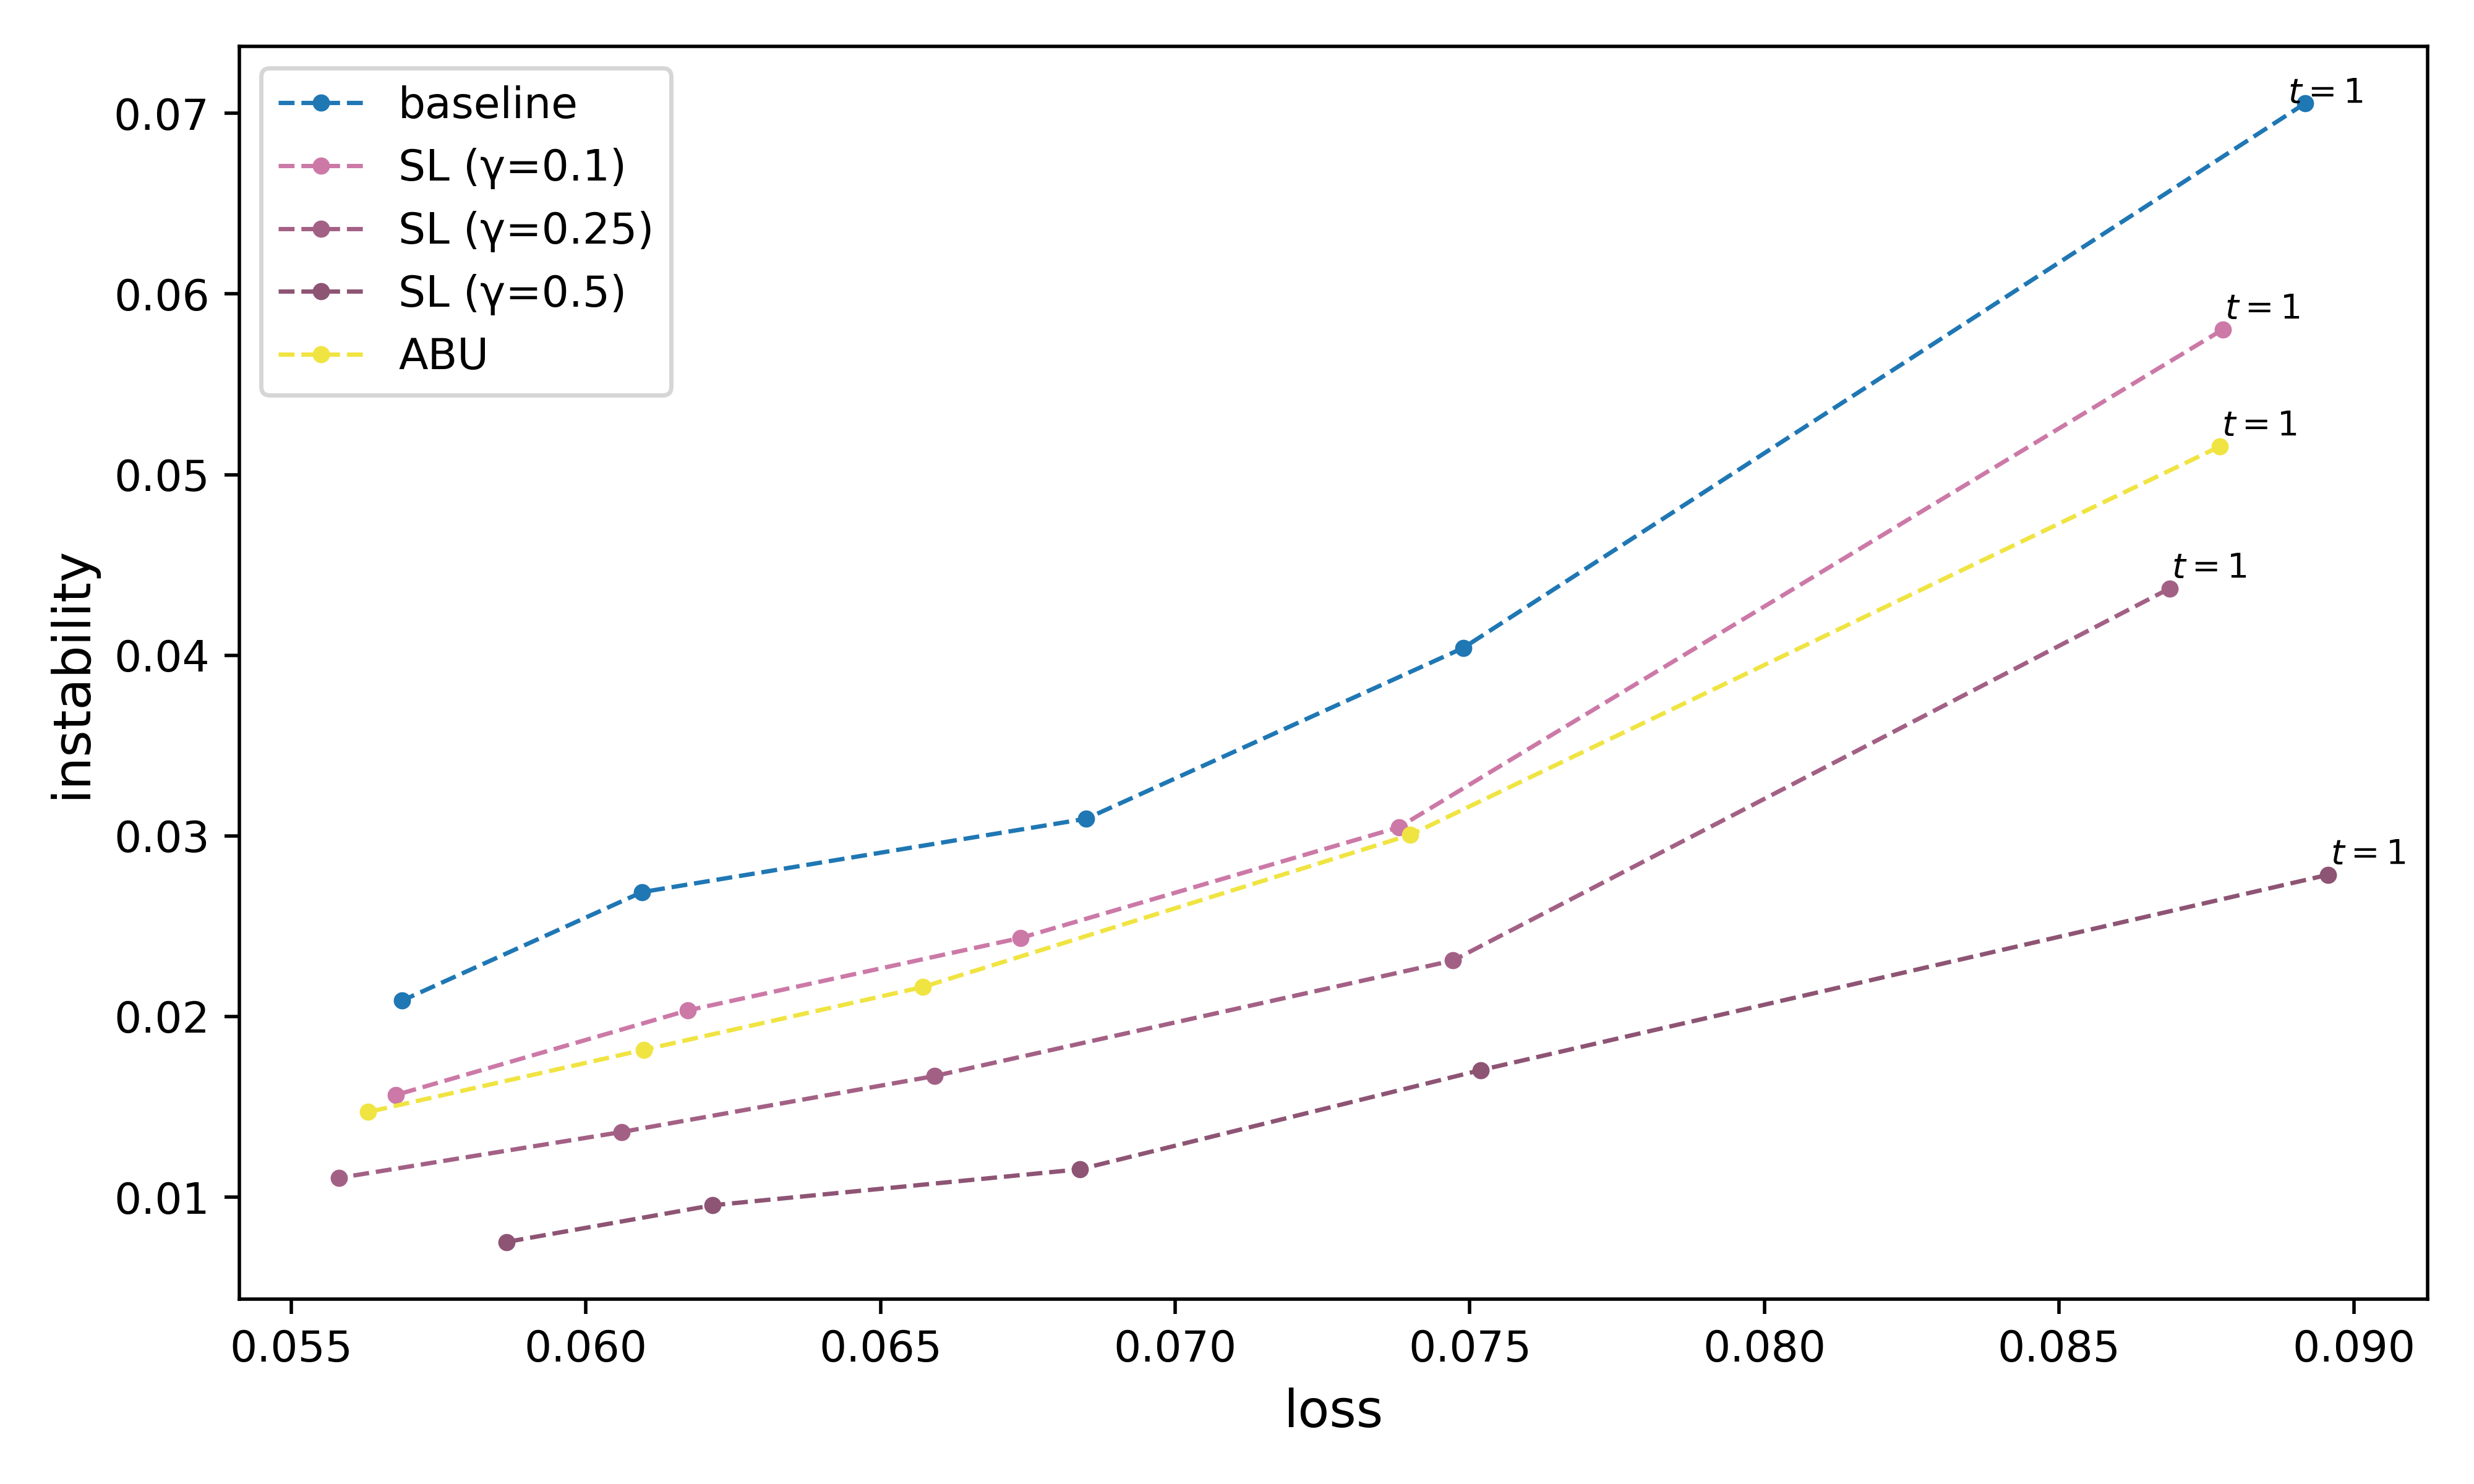 baseline
SL (γ=0.1)
SL (γ=0.25)
SL (γ=0.5)
ABU
t = 1
t = 1
t = 1
t = 1
t = 1
instability
0.07
0.06
0.05
0.04
0.03
0.02
0.01
0.055 0.060 0.065 0.070 0.075 0.080 0.085 0.090
loss